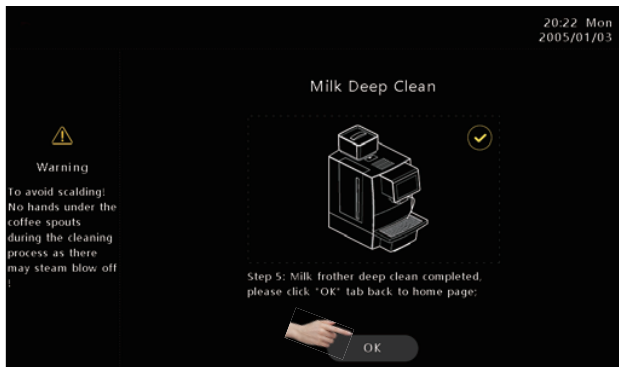 20:22 Mon
2005/01/03
Milk Deep Clean
Warning
To avoid scalding!
No hands under the
coffee spouts
during the cleaning
process as there
may steam blow off
!
Step 5: Milk frother deep clean completed,
please click "OK" tab back to home page;
OK